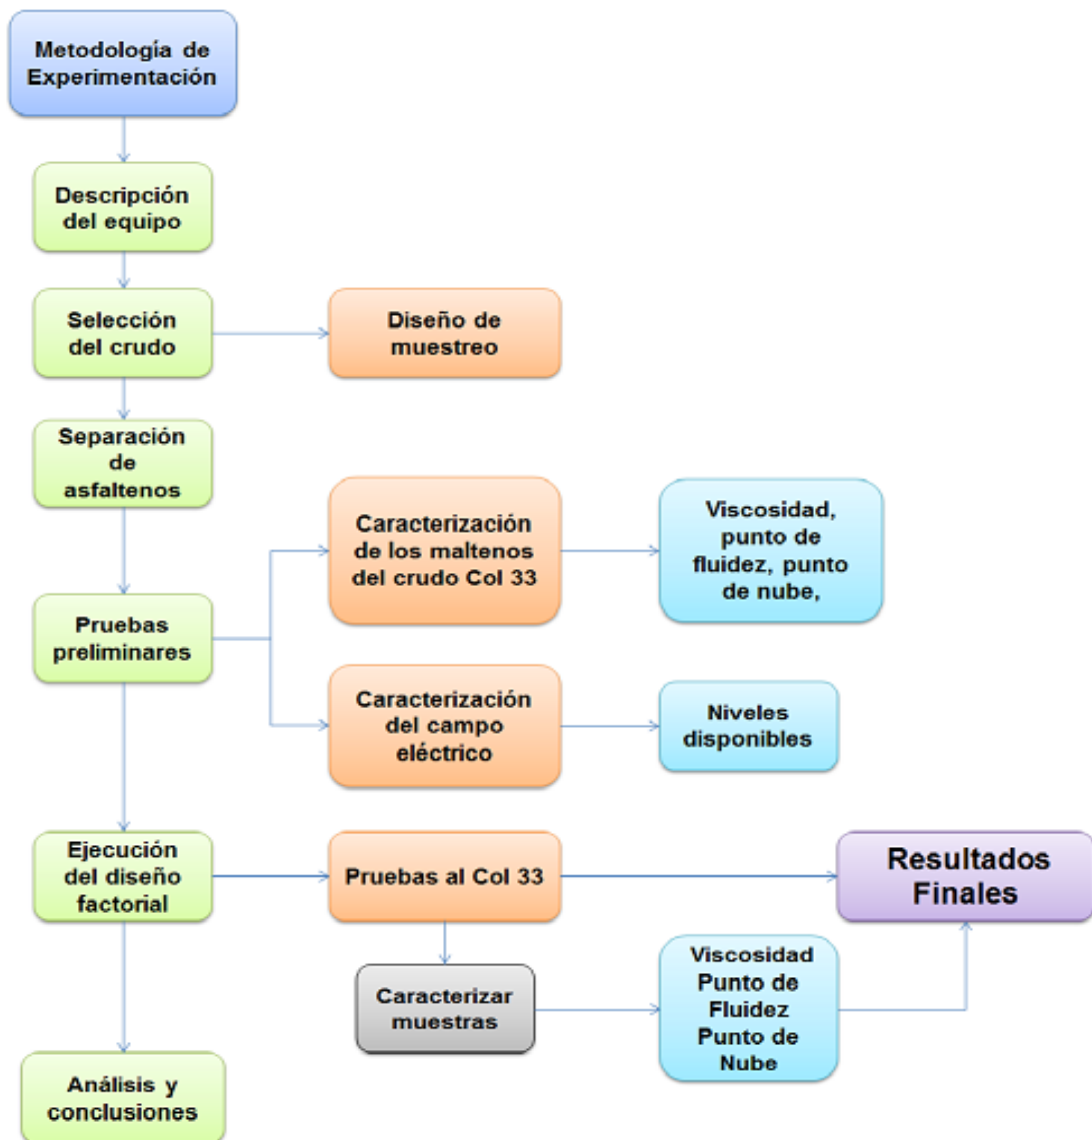 Metodología de
Experimentación
Descripción
del equipo
Selección
del crudo
Diseño de
muestreo
Separación
de
asfaltenos
Caracterización
de los maltenos
del crudo Col 33
Viscosidad,
punto de
fluidez, punto
de nube,
Pruebas
preliminares
Caracterización
del campo
eléctrico
Niveles
disponibles
Ejecución
del diseño
factorial
Pruebas al Col 33
Resultados
Finales
Caracterizar
muestras
Viscosidad
Punto de
Fluidez
Punto de
Nube
Análisis y
conclusiones